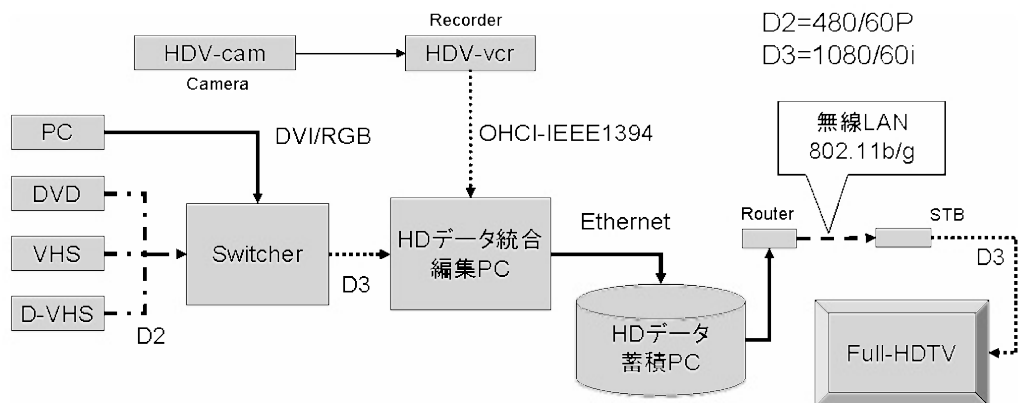 Recorder
D2=480/60P
D3=1080/60i
HDV-cam
HDV-vcr
Camera
PC
DVI/RGB
OHCI-IEEE1394
無線LAN
802.11b/g
DVD
VHS
D-VHS
D2
Switcher
D3
HDデータ統合
編集PC
Ethernet
Router
STB
D3
HDデータ
蓄積PC
Full-HDTV